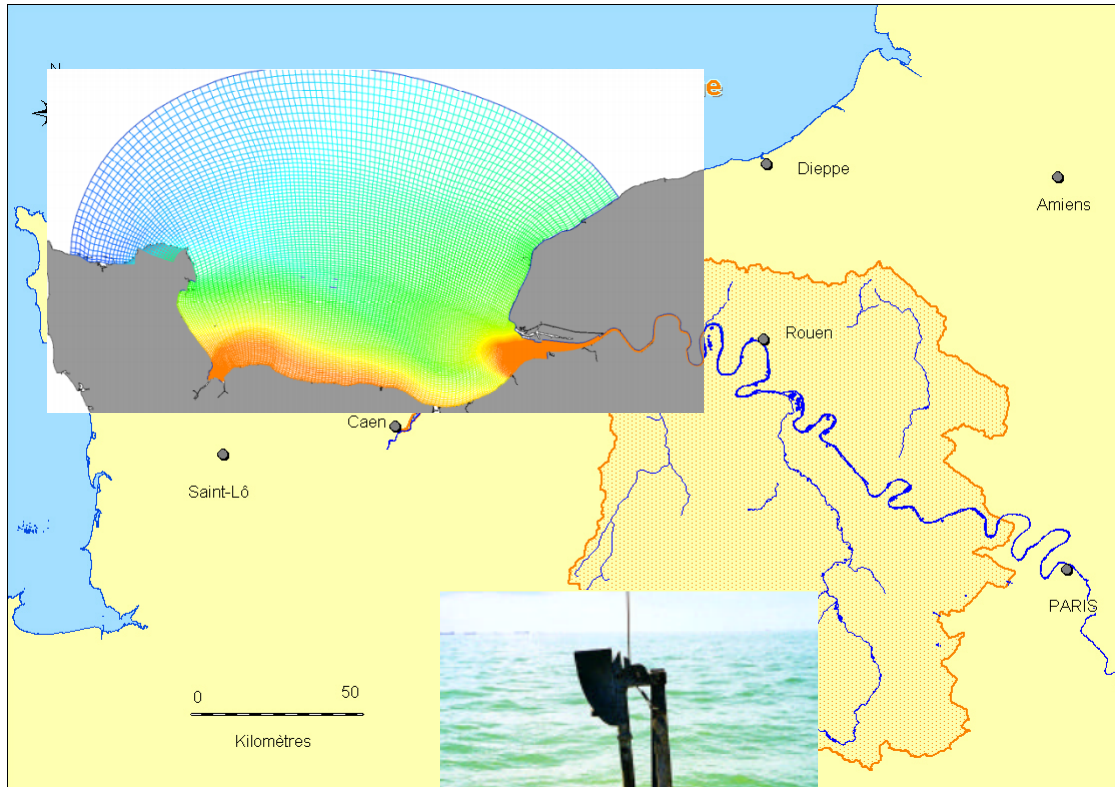 N
e
Dieppe
Amiens
Rouen
Caen
Saint-Lô
PARIS
0 50
Kilomètres